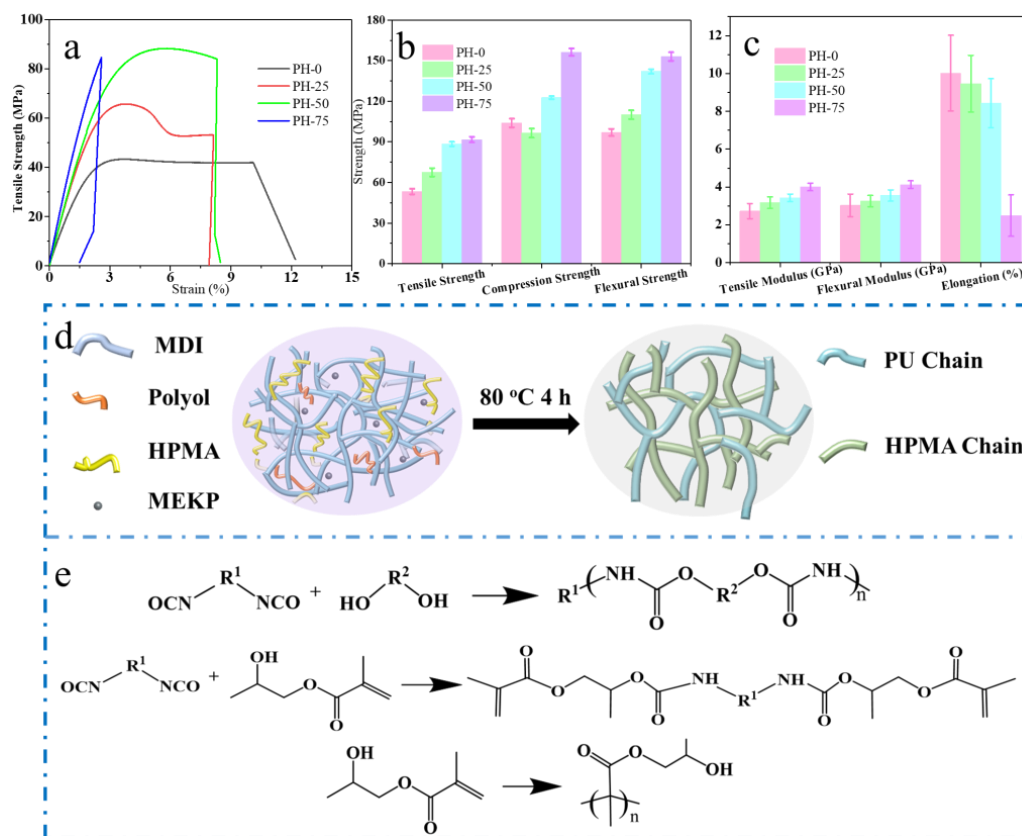 a
Tensile Strength (MPa)
100
80
60
40
20
0
PH-0
PH-25
PH-50
PH-75
0
3
6
9
12
15
Strain (%)
b
Strength (MPa)
180
150
120
90
60
30
0
PH-0
PH-25
PH-50
PH-75
Tensile Strength
Compression Strength
Flexural Strength
c
12
10
8
6
4
2
0
PH-0
PH-25
PH-50
PH-75
Tensile Modulus (GPa)
Flexural Modulus (GPa)
Elongation (%)
d
MDI
Polyol
HPMA
MEKP
80 °C 4 h
PU Chain
HPMA Chain
e
OCN R¹ NCO + HO R² OH R¹ ( NH O O R² O O NH ) n
OCN R¹ NCO + OH O O O O O O NH R¹ NH O O O O
OH O O O O OH n